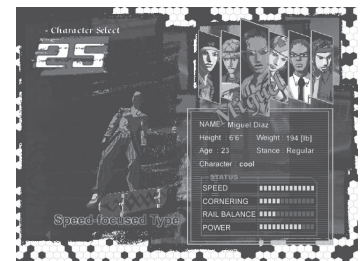 - Character Select
25
NAME> Miguel Diaz
Height : 6'6" Weight : 194 [lb]
Age : 23 Stance : Regular
Character : cool
STATUS
SPEED
CORNERING
RAIL BALANCE
POWER
Speed-focused Type